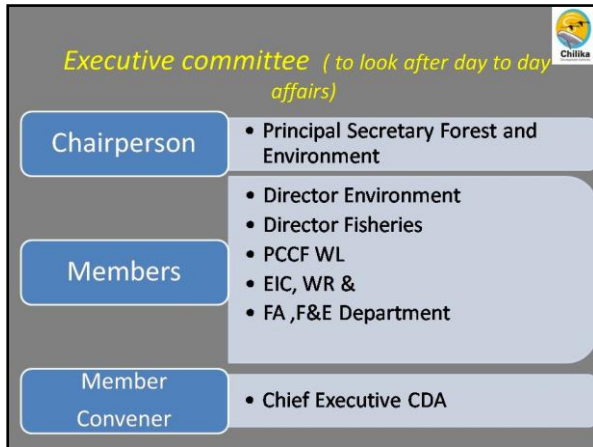 Chilika
Executive committee ( to look after day to day
affairs)
Chairperson
• Principal Secretary Forest and
Environment
Members
• Director Environment
• Director Fisheries
• PCCF WL
• EIC, WR &
• FA ,F&E Department
Member
Convener
• Chief Executive CDA